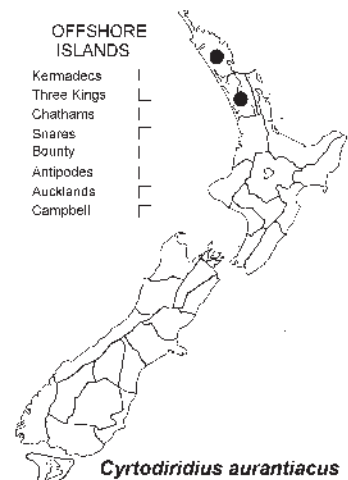 OFFSHORE
ISLANDS
Kermadecs
Three Kings
Chathams
Snares
Bounty
Antipodes
Aucklands
Campbell
Cyrtodiridius aurantiacus